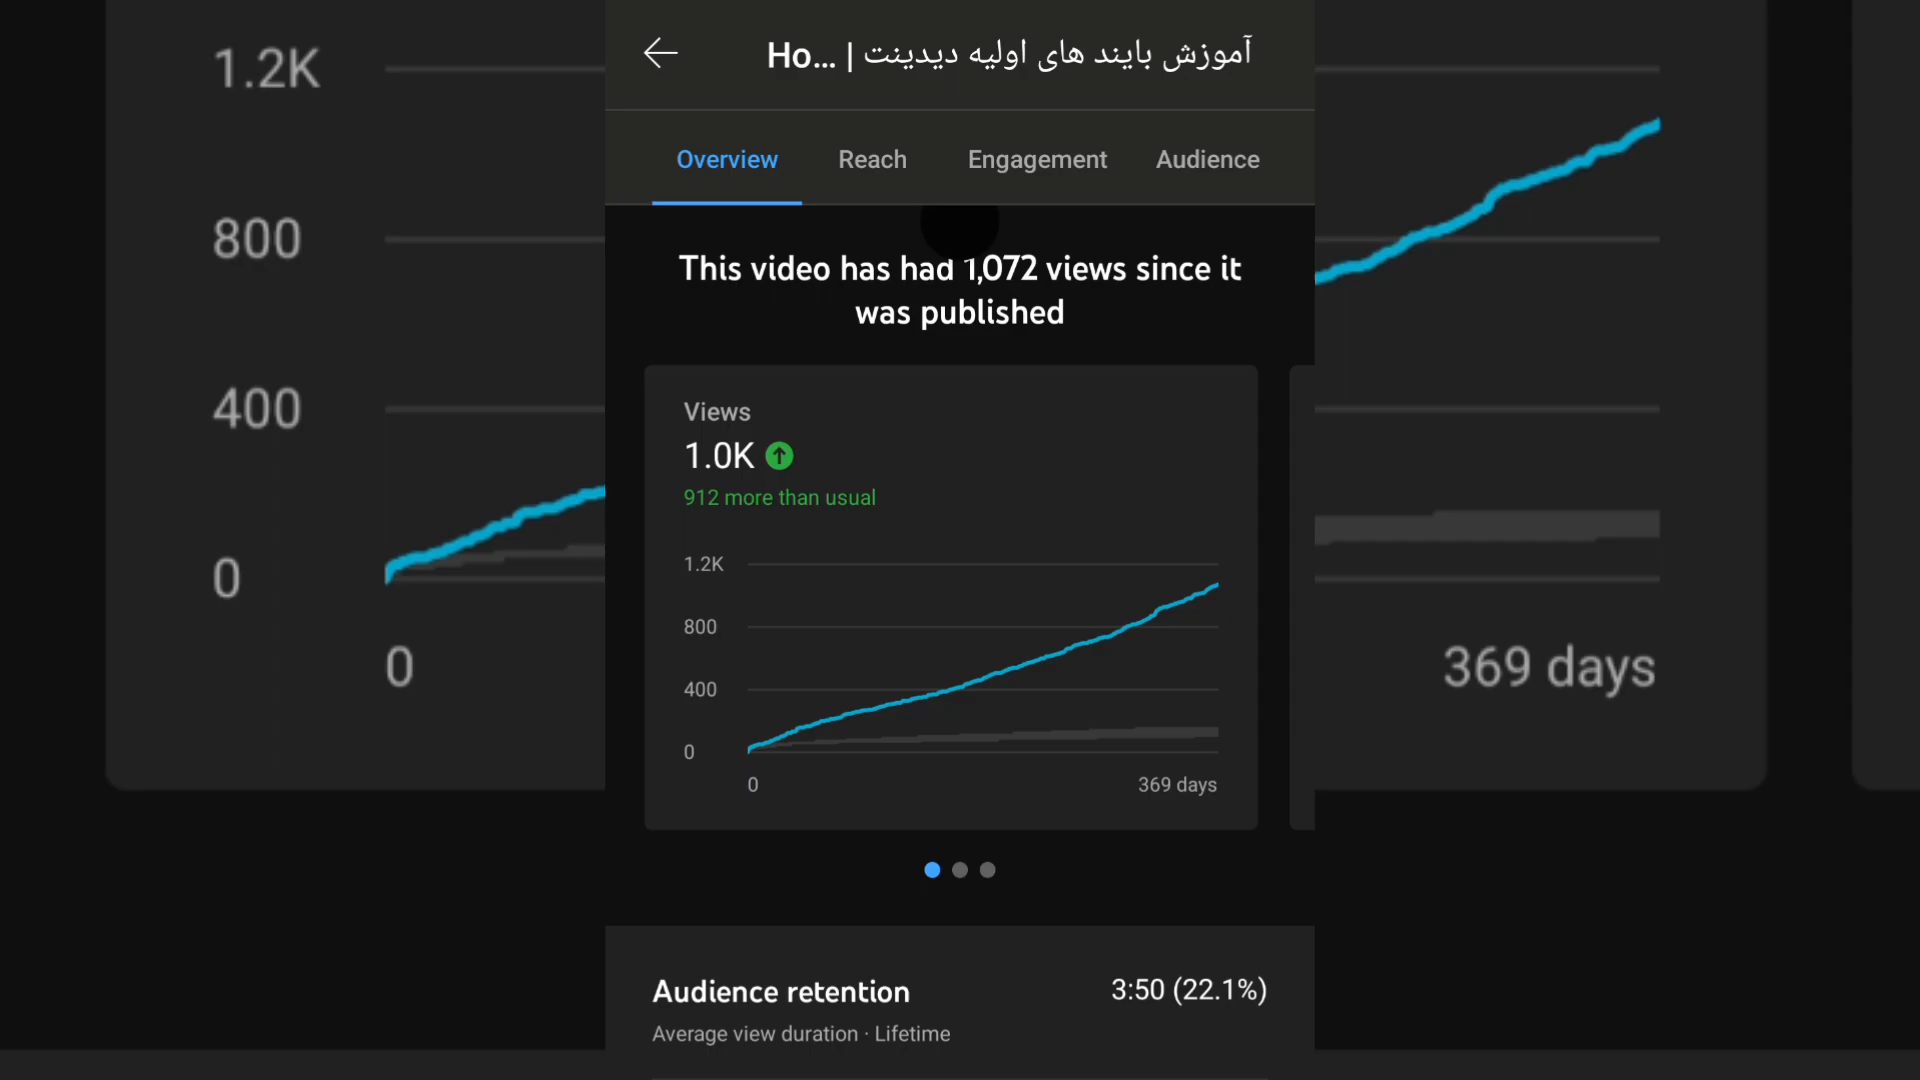 آموزش بایند های اولیه دیدینت | Ho...
Overview
Reach
Engagement
Audience
This video has had 1,072 views since it
was published
Views
1.0K
912 more than usual
1.2K
800
400
0
0
369 days
Audience retention
3:50 (22.1%)
Average view duration · Lifetime
1.2K
800
400
0
0
369 days